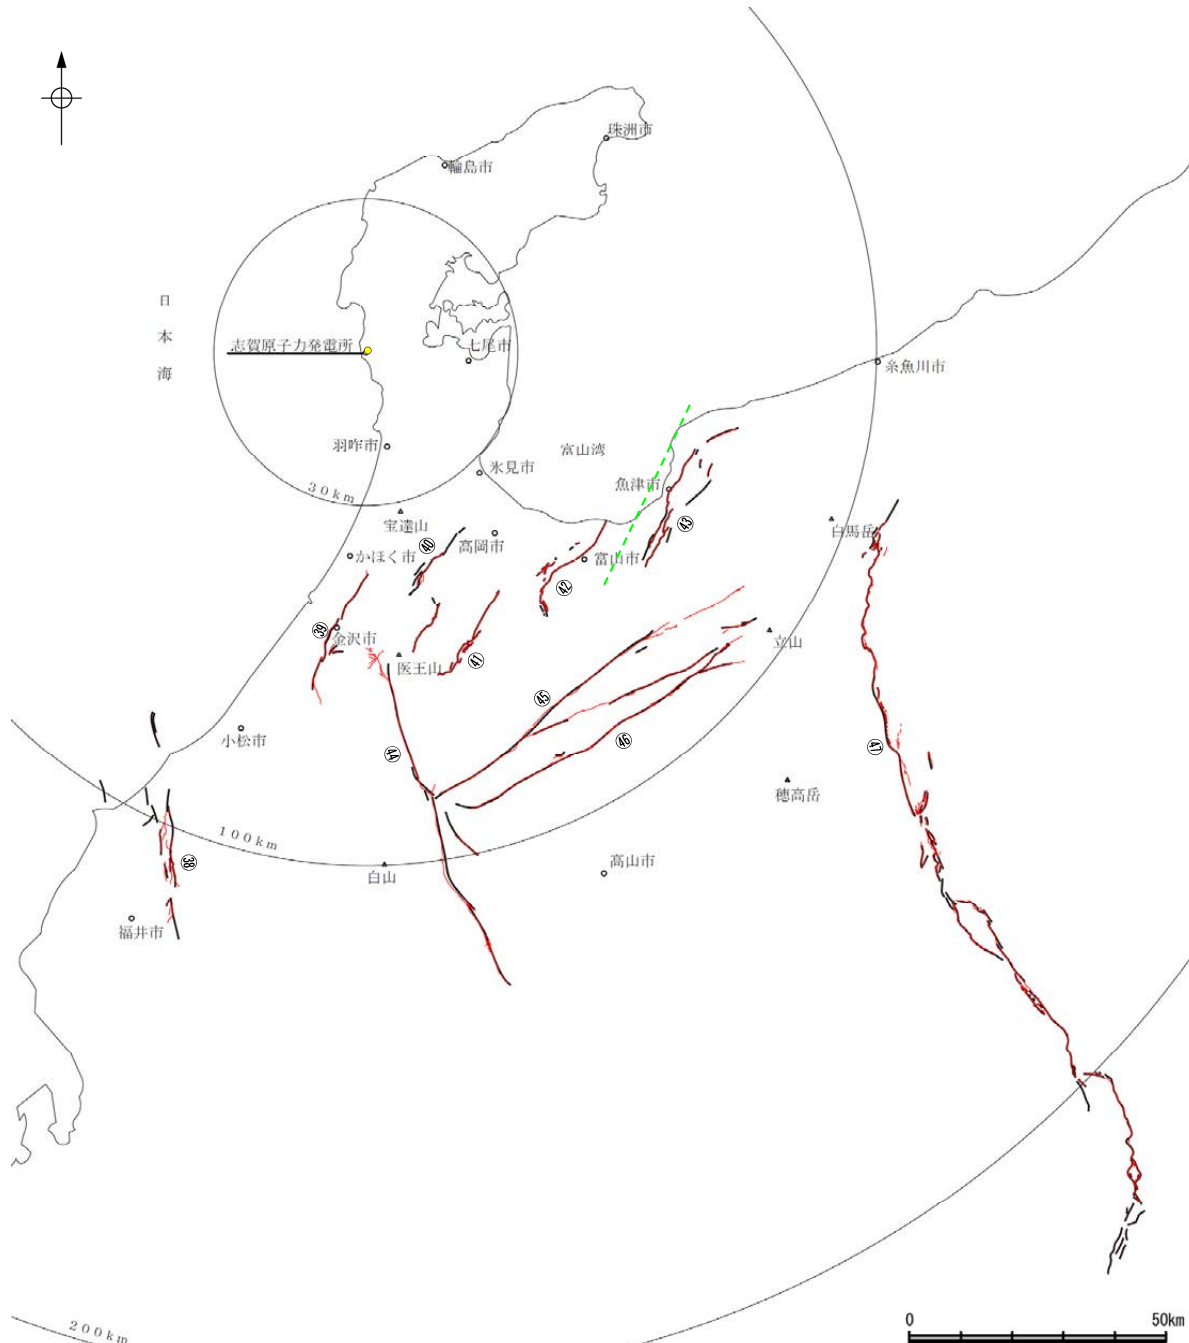 珠洲市
輪島市
日本海
志賀原子力発電所
七尾市
糸魚川市
羽咋市
富山湾
氷見市
魚津市
30km
宝達山
白馬岳
㊸
高岡市
㊵
かほく市
富山市
㊷
㊴
金沢市
立山
医王山
㊶
㊺
小松市
㊻
㊹
㊼
穂高岳
100km
㊳
高山市
白山
福井市
0 50km
200km